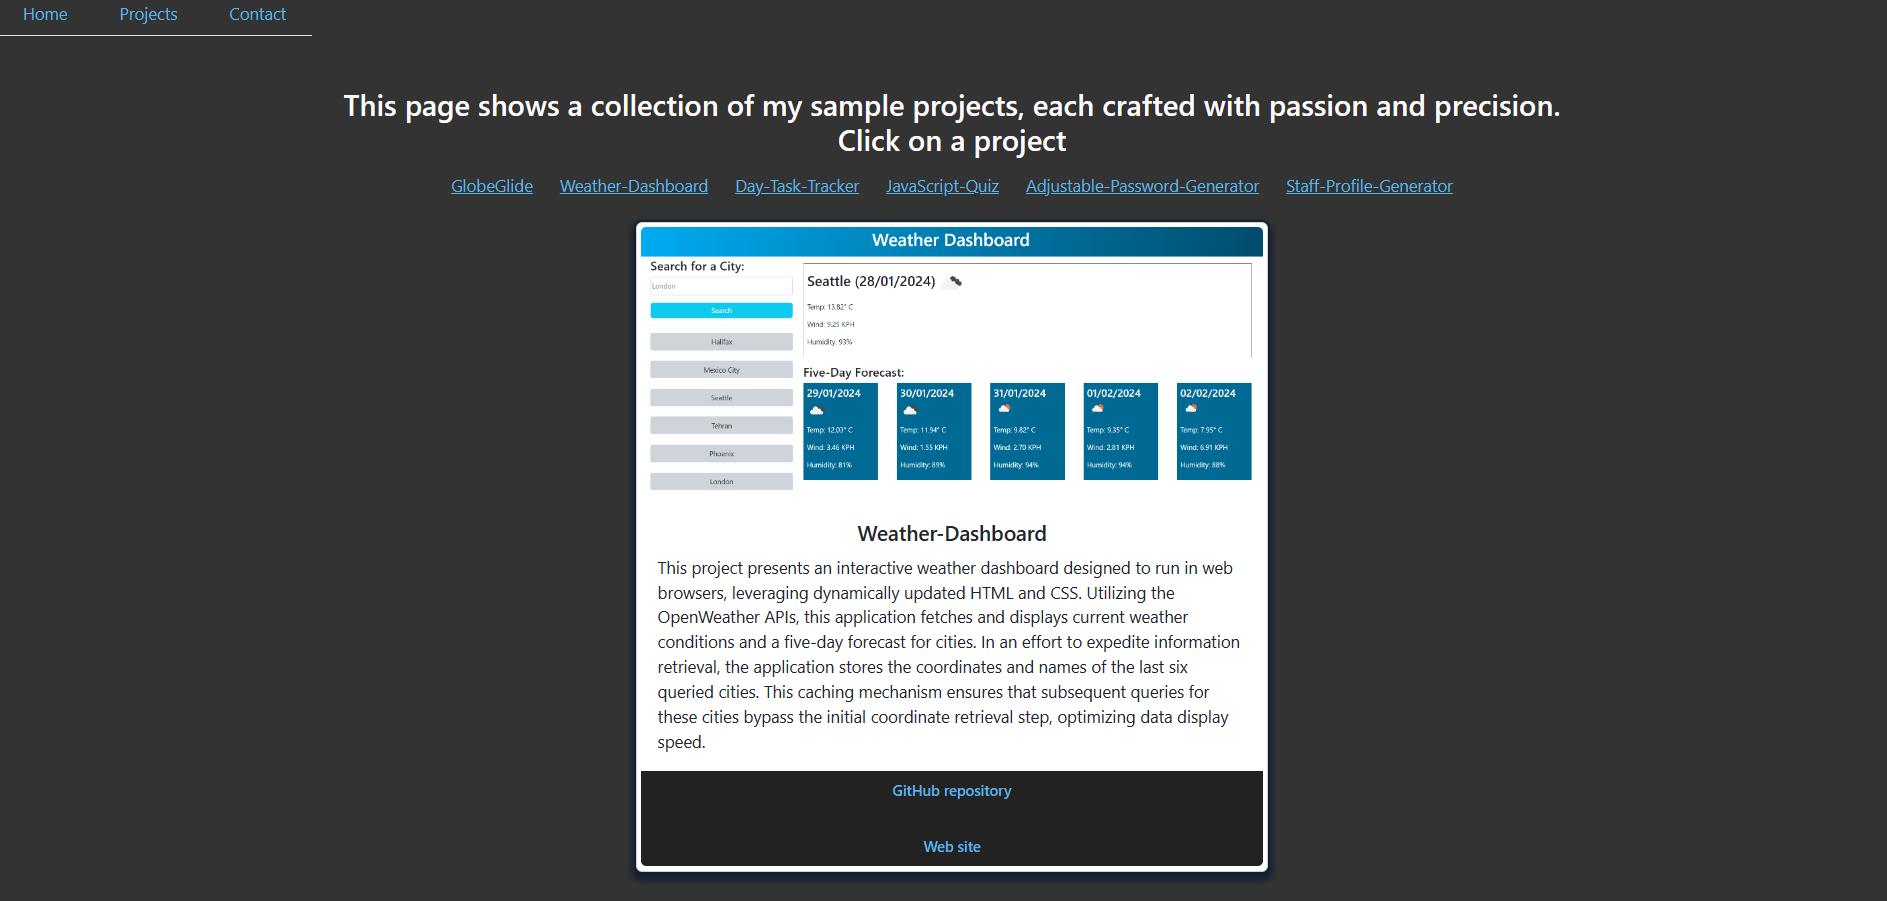 Home Projects Contact
This page shows a collection of my sample projects, each crafted with passion and precision.
Click on a project
GlobeGlide Weather-Dashboard Day-Task-Tracker JavaScript-Quiz Adjustable-Password-Generator Staff-Profile-Generator
Weather Dashboard
Search for a City:
London
Search
Halifax
Mexico City
Seattle
Tehran
Phoenix
London
Seattle (28/01/2024)
Temp: 13.82° C
Wind: 9.25 KPH
Humidity: 93%
Five-Day Forecast:
29/01/2024
Temp: 12.03° C
Wind: 3.46 KPH
Humidity: 81%
30/01/2024
Temp: 11.94° C
Wind: 1.55 KPH
Humidity: 89%
31/01/2024
Temp: 9.82° C
Wind: 2.70 KPH
Humidity: 94%
01/02/2024
Temp: 9.35° C
Wind: 2.81 KPH
Humidity: 94%
02/02/2024
Temp: 7.95° C
Wind: 6.91 KPH
Humidity: 88%
Weather-Dashboard
This project presents an interactive weather dashboard designed to run in web
browsers, leveraging dynamically updated HTML and CSS. Utilizing the
OpenWeather APIs, this application fetches and displays current weather
conditions and a five-day forecast for cities. In an effort to expedite information
retrieval, the application stores the coordinates and names of the last six
queried cities. This caching mechanism ensures that subsequent queries for
these cities bypass the initial coordinate retrieval step, optimizing data display
speed.
GitHub repository
Web site